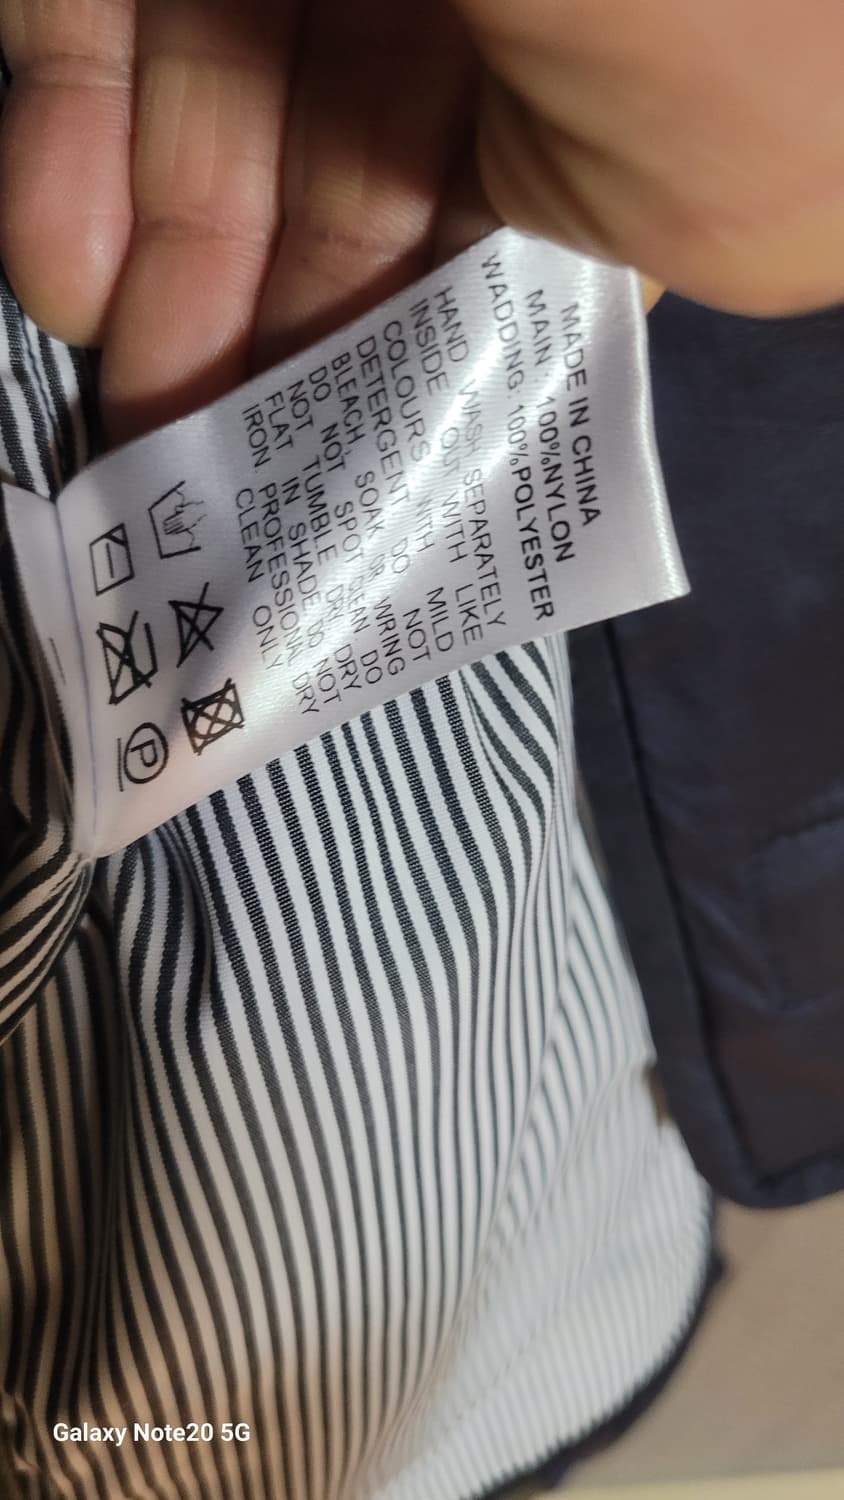 MADE IN CHINA
MAIN : 100%NYLON
WADDING: 100%POLYESTER
HAND WASH SEPARATELY
INSIDE OUT WITH LIKE
COLOURS WITH MILD
DETERGENT DO NOT
BLEACH, SOAK OR WRING
DO NOT SPOT CLEAN DO
NOT TUMBLE DRY DRY
FLAT IN SHADE DO NOT
IRON. PROFESSIONAL DRY
CLEAN ONLY
P
Galaxy Note20 5G